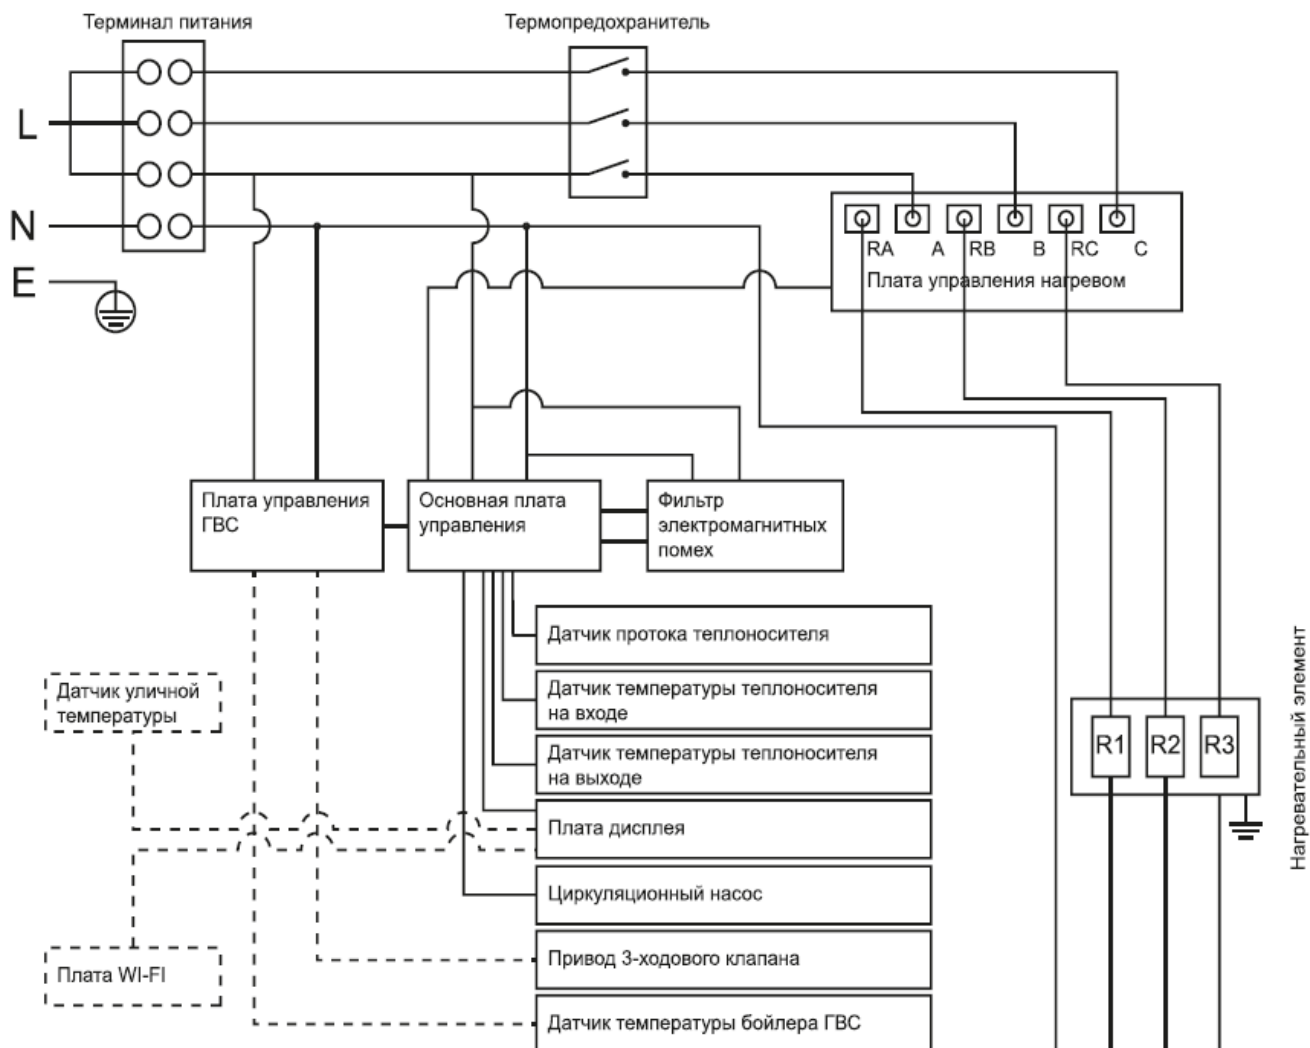 Терминал питания
Термопредохранитель
L
N
E
RA
A
RB
B
RC
C
Плата управления нагревом
Плата управления
ГВС
Основная плата
управления
Фильтр
электромагнитных
помех
Датчик протока теплоносителя
Датчик температуры теплоносителя
на входе
Датчик температуры теплоносителя
на выходе
Плата дисплея
Циркуляционный насос
Привод 3-ходового клапана
Датчик температуры бойлера ГВС
Датчик уличной
температуры
Плата WI-FI
R1
R2
R3
Нагревательный элемент